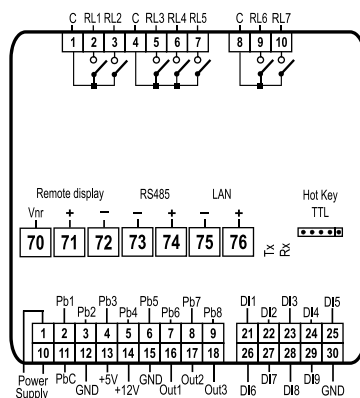 C RL1 RL2 C RL3 RL4 RL5 C RL6 RL7
1 2 3 4 5 6 7 8 9 10
Remote display RS485 LAN Hot Key
TTL
Vnr + − − + − +
70 71 72 73 74 75 76 Tx Rx
Pb1 Pb3 Pb5 Pb7 DI1 DI3 DI5
Pb2 Pb4 Pb6 Pb8 DI2 DI4
1 2 3 4 5 6 7 8 9 21 22 23 24 25
10 11 12 13 14 15 16 17 18 26 27 28 29 30
Power Supply PbC +5V GND Out2 DI7 DI9
GND +12V Out1 Out3 DI6 DI8 GND